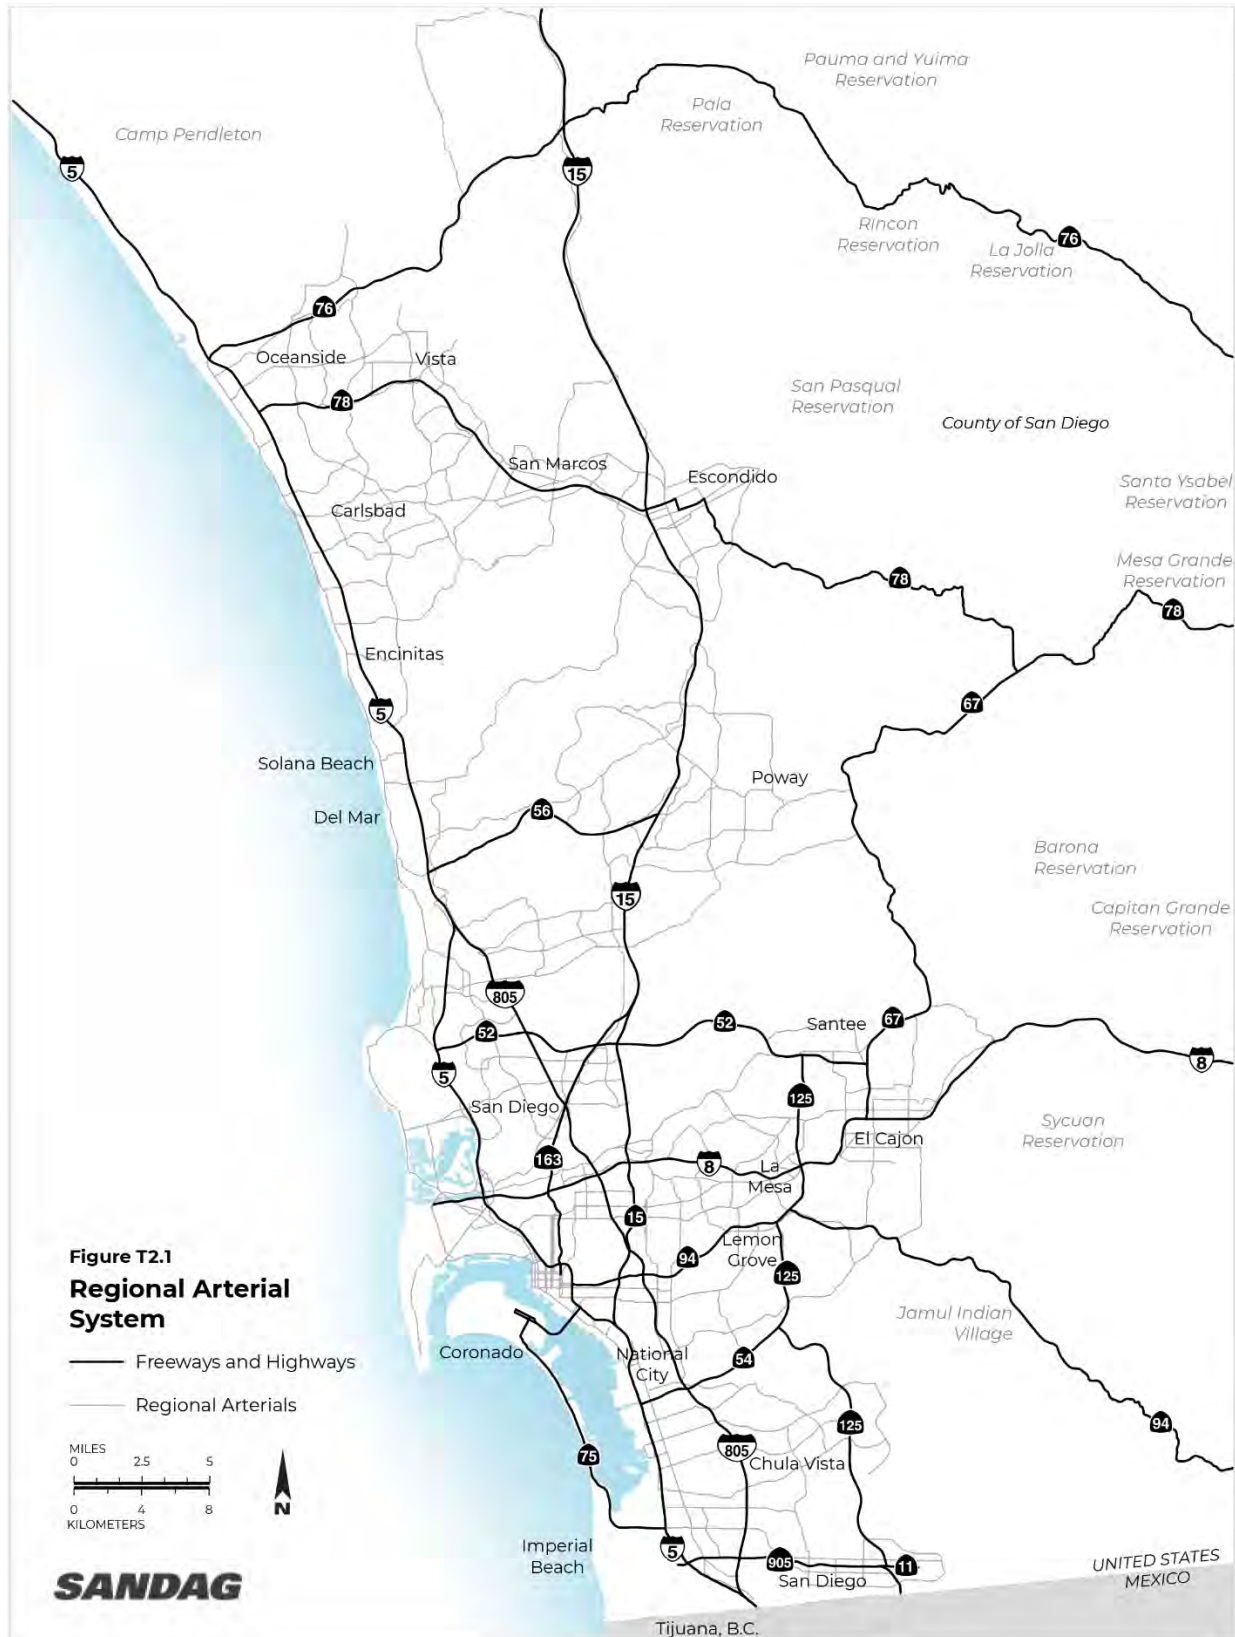 Pauma and Yuima
Reservation
Pala
Reservation
Camp Pendleton
5
15
Rincon
Reservation
La Jolla
Reservation
76
76
Oceanside
Vista
78
San Pasqual
Reservation
County of San Diego
San Marcos
Escondido
Santa Ysabel
Reservation
Carlsbad
Mesa Grande
Reservation
78
78
Encinitas
5
67
Solana Beach
Poway
Del Mar
56
Barona
Reservation
15
Capitan Grande
Reservation
805
52
52
Santee
67
8
5
San Diego
125
El Cajon
Sycuan
Reservation
163
8
La
Mesa
15
94
Lemon
Grove
125
Figure T2.1
Regional Arterial
System
Freeways and Highways
Regional Arterials
MILES
0 2.5 5
0 4 8
KILOMETERS
N
Jamul Indian
Village
Coronado
National
City
54
125
94
75
805
Chula Vista
Imperial
Beach
5
905
11
San Diego
UNITED STATES
MEXICO
SANDAG
Tijuana, B.C.